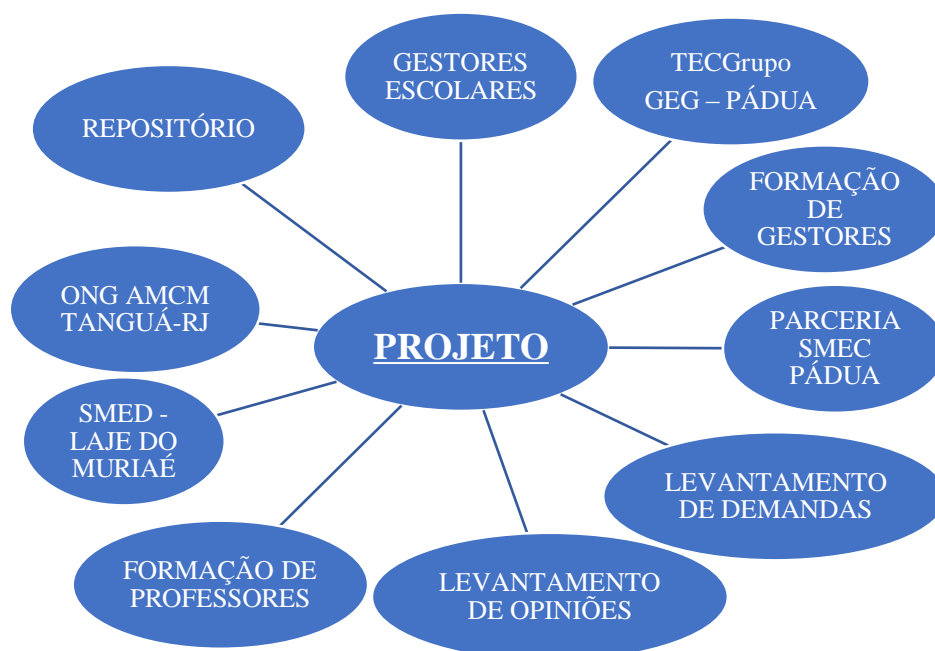 GESTORES
ESCOLARES
TECGrupo
GEG – PÁDUA
REPOSITÓRIO
FORMAÇÃO
DE
GESTORES
ONG AMCM
TANGUÁ-RJ
PROJETO
PARCERIA
SMEC
PÁDUA
SMED -
LAJE DO
MURIAÉ
LEVANTAMENTO
DE DEMANDAS
FORMAÇÃO DE
PROFESSORES
LEVANTAMENTO
DE OPINIÕES